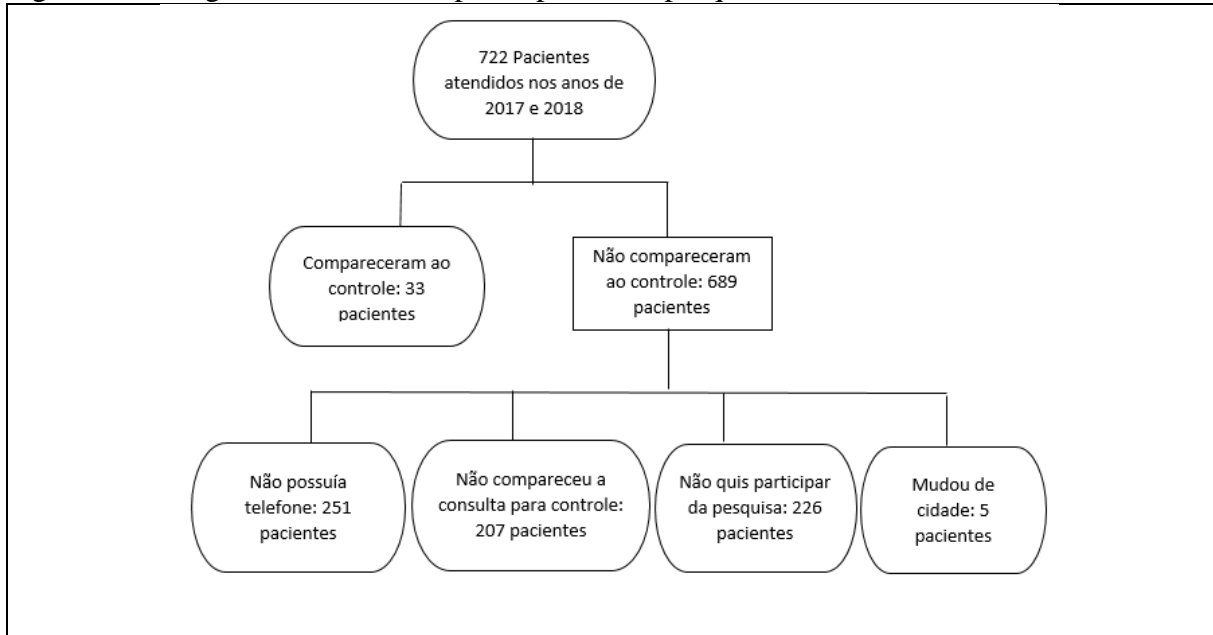 722 Pacientes
atendidos nos anos de
2017 e 2018
Compareceram ao
controle: 33
pacientes
Não compareceram
ao controle: 689
pacientes
Não possuía
telefone: 251
pacientes
Não compareceu a
consulta para controle:
207 pacientes
Não quis participar
da pesquisa: 226
pacientes
Mudou de
cidade: 5
pacientes